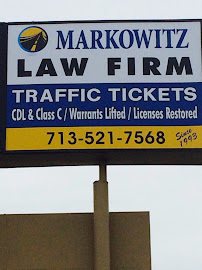 MARKOWITZ
LAW FIRM
TRAFFIC TICKETS
CDL & Class C / Warrants Lifted / Licenses Restored
713-521-7568 Since 1993